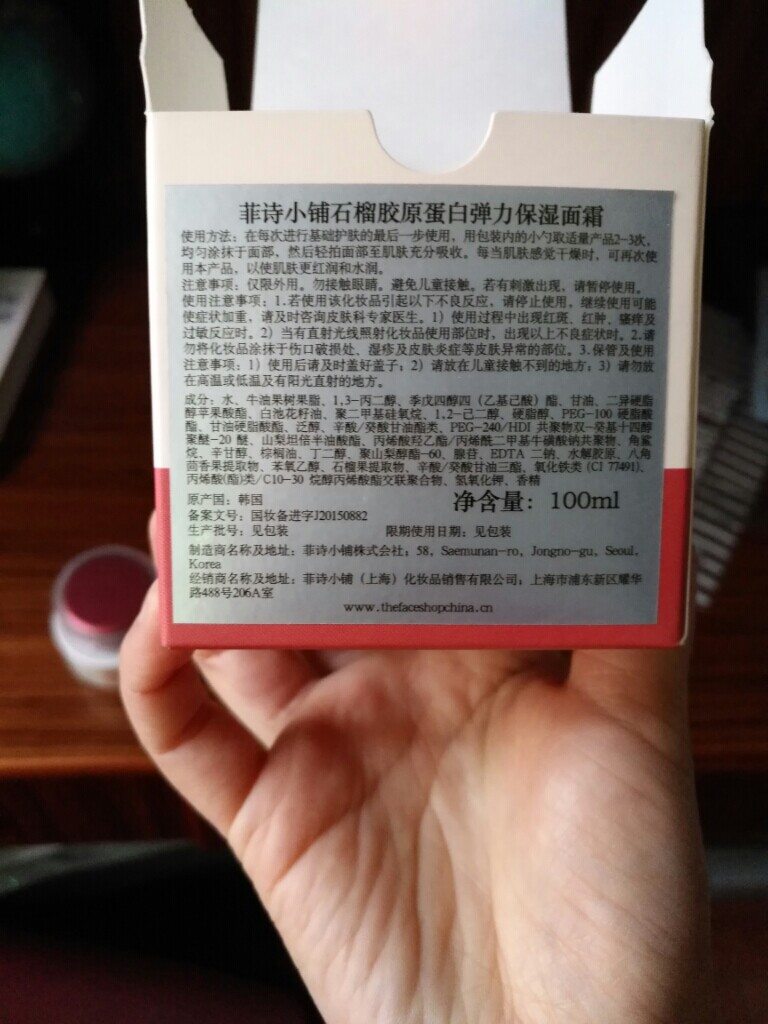 菲诗小铺石榴胶原蛋白弹力保湿面霜
使用方法：在每次进行基础护肤的最后一步使用，用包装内的小勺取适量产品2-3次，
均匀涂抹于面部，然后轻拍面部至肌肤充分吸收。每当肌肤感觉干燥时，可再次使
用本产品，以使肌肤更红润和水润。
注意事项：仅限外用。勿接触眼睛。避免儿童接触。若有刺激出现，请暂停使用。
使用注意事项：1.若使用该化妆品引起以下不良反应，请停止使用，继续使用可能
使症状加重，请及时咨询皮肤科专家医生。1）使用过程中出现红斑、红肿、瘙痒及
过敏反应时。2）当有直射光线照射化妆品使用部位时，出现以上不良症状时。2.请
勿将化妆品涂抹于伤口破损处、湿疹及皮肤炎症等皮肤异常的部位。3.保管及使用
注意事项：1）使用后请及时盖好盖子；2）请放在儿童接触不到的地方；3）请勿放
在高温或低温及有阳光直射的地方。
成分：水、牛油果树果脂、1,3-丙二醇、季戊四醇四（乙基己酸）酯、甘油、二异硬脂
醇苹果酸酯、白池花籽油、聚二甲基硅氧烷、1,2-己二醇、硬脂醇、PEG-100 硬脂酸
酯、甘油硬脂酸酯、泛醇、辛酸/癸酸甘油酯类、PEG-240/HDI 共聚物双-癸基十四醇
聚醚-20 醚、山梨坦倍半油酸酯、丙烯酸羟乙酯/丙烯酰二甲基牛磺酸钠共聚物、角鲨
烷、辛甘醇、棕榈油、丁二醇、聚山梨醇酯-60、腺苷、EDTA 二钠、水解胶原、八角
茴香果提取物、苯氧乙醇、石榴果提取物、辛酸/癸酸甘油三酯、氧化铁类 (CI 77491)、
丙烯酸(酯)类/C10-30 烷醇丙烯酸酯交联聚合物、氢氧化钾、香精
原产国：韩国
净含量：100ml
备案文号：国妆备进字J20150882
生产批号：见包装 限期使用日期：见包装
制造商名称及地址：菲诗小铺株式会社；58, Saemunan-ro, Jongno-gu, Seoul,
Korea
经销商名称及地址：菲诗小铺（上海）化妆品销售有限公司；上海市浦东新区耀华
路488号206A室
www.thefaceshopchina.cn